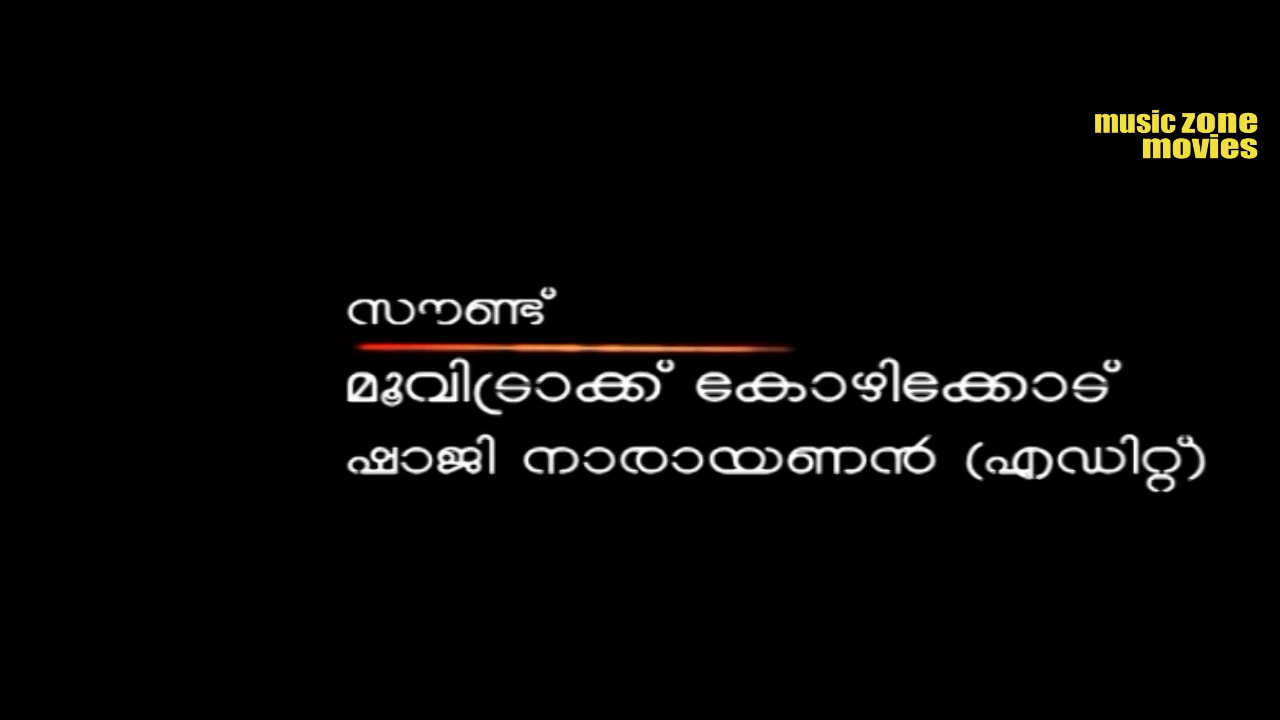 music zone
movies
സൗണ്ട്
മൂവിട്രാക്ക് കോഴിക്കോട്
ഷാജി നാരായണൻ (എഡിറ്റ്)